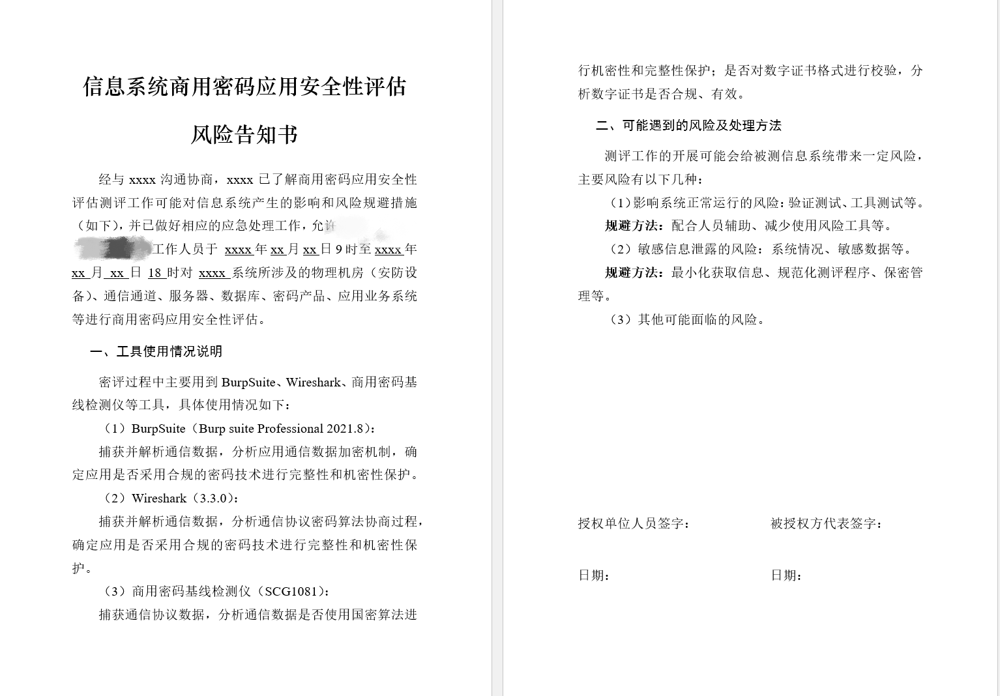 信息系统商用密码应用安全性评估
风险告知书
经与 xxxx 沟通协商，xxxx 已了解商用密码应用安全性
评估测评工作可能对信息系统产生的影响和风险规避措施
（如下），并已做好相应的应急处理工作，允许
工作人员于 xxxx 年 xx 月 xx 日 9 时至 xxxx 年
xx 月 xx 日 18 时对 xxxx 系统所涉及的物理机房（安防设
备）、通信通道、服务器、数据库、密码产品、应用业务系统
等进行商用密码应用安全性评估。
一、工具使用情况说明
密评过程中主要用到 BurpSuite、Wireshark、商用密码基
线检测仪等工具，具体使用情况如下：
（1）BurpSuite（Burp suite Professional 2021.8）：
捕获并解析通信数据，分析应用通信数据加密机制，确
定应用是否采用合规的密码技术进行完整性和机密性保护。
（2）Wireshark（3.3.0）：
捕获并解析通信数据，分析通信协议密码算法协商过程，
确定应用是否采用合规的密码技术进行完整性和机密性保
护。
（3）商用密码基线检测仪（SCG1081）：
捕获通信协议数据，分析通信数据是否使用国密算法进
行机密性和完整性保护；是否对数字证书格式进行校验，分
析数字证书是否合规、有效。
二、可能遇到的风险及处理方法
测评工作的开展可能会给被测信息系统带来一定风险，
主要风险有以下几种：
（1）影响系统正常运行的风险：验证测试、工具测试等。
规避方法：配合人员辅助、减少使用风险工具等。
（2）敏感信息泄露的风险：系统情况、敏感数据等。
规避方法：最小化获取信息、规范化测评程序、保密管
理等。
（3）其他可能面临的风险。
授权单位人员签字： 被授权方代表签字：
日期： 日期：